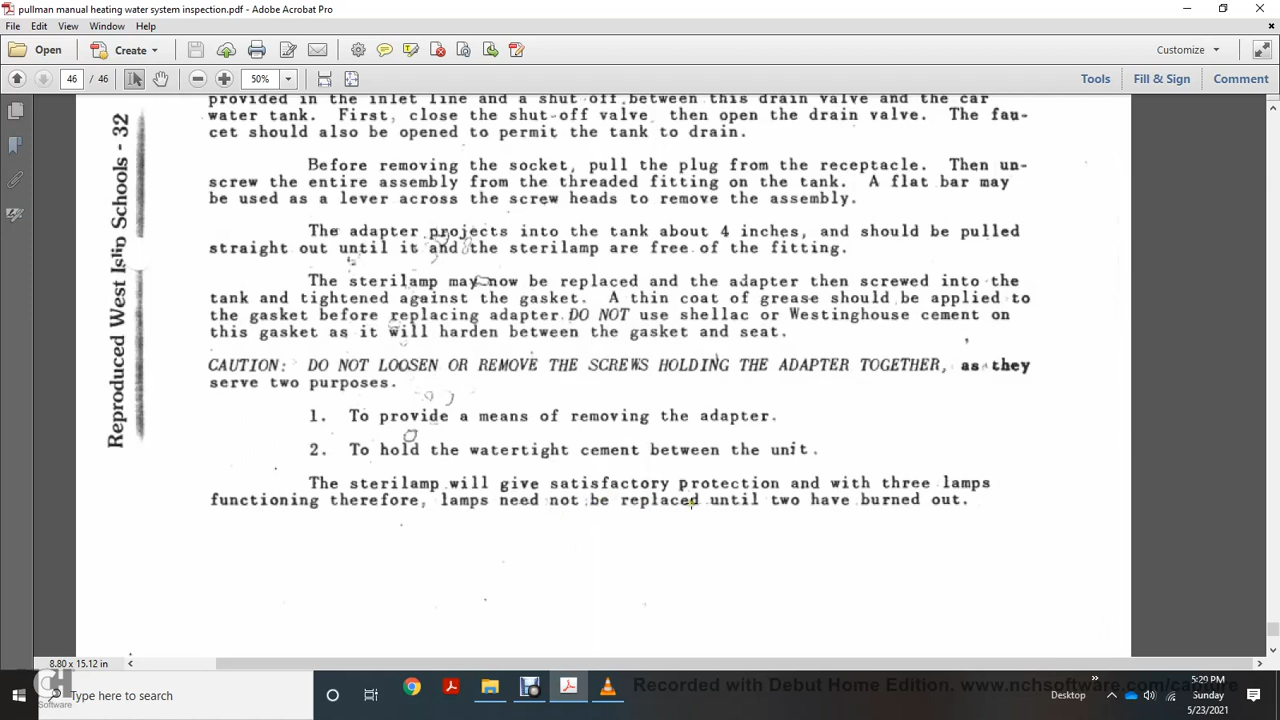 pullman manual heating water system inspection.pdf - Adobe Acrobat Pro
File Edit View Window Help
Open Create Customize
46 / 46 50% Tools Fill & Sign Comment
provided in the inlet line and a shut off between this drain valve and the car
water tank. First, close the shut-off valve, then open the drain valve. The fau-
cet should also be opened to permit the tank to drain.
Before removing the socket, pull the plug from the receptacle. Then un-
screw the entire assembly from the threaded fitting on the tank. A flat bar may
be used as a lever across the screw heads to remove the assembly.
The adapter projects into the tank about 4 inches, and should be pulled
straight out until it and the sterilamp are free of the fitting.
The sterilamp may now be replaced and the adapter then screwed into the
tank and tightened against the gasket. A thin coat of grease should be applied to
the gasket before replacing adapter. DO NOT use shellac or Westinghouse cement on
this gasket as it will harden between the gasket and seat.
CAUTION: DO NOT LOOSEN OR REMOVE THE SCREWS HOLDING THE ADAPTER TOGETHER, as they
serve two purposes.
1. To provide a means of removing the adapter.
2. To hold the watertight cement between the unit.
The sterilamp will give satisfactory protection and with three lamps
functioning therefore, lamps need not be replaced until two have burned out.
Reproduced West Islip Schools - 32
8.80 x 15.12 in
Type here to search
CH
Software
Recorded with Debut Home Edition. www.nchsoftware.com/capture
Desktop
5:29 PM
Sunday
5/23/2021